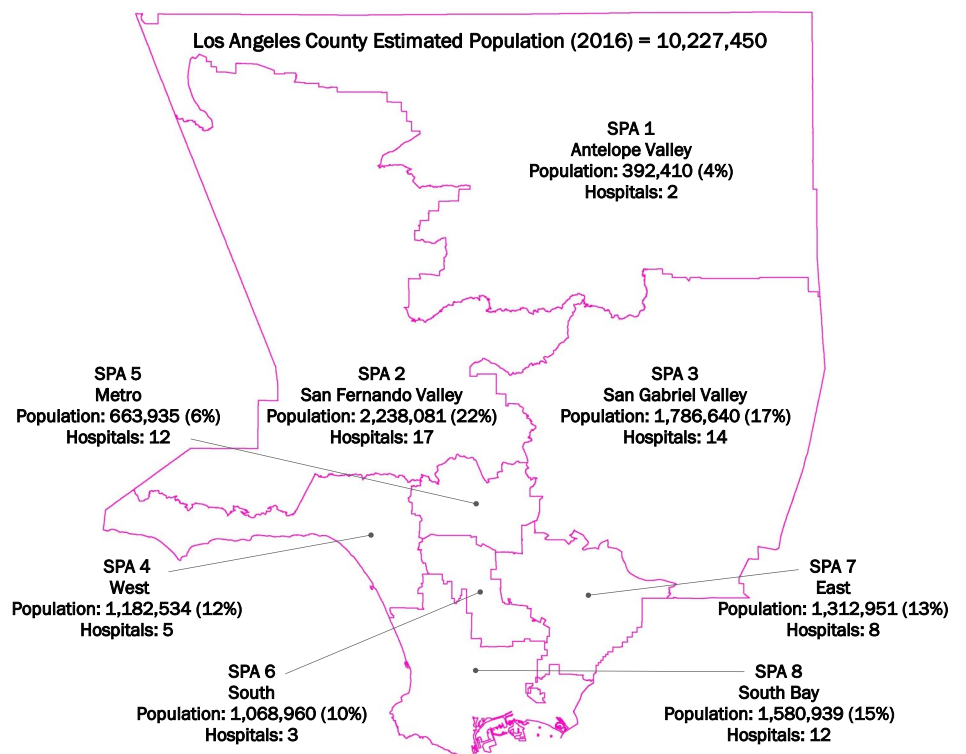 Los Angeles County Estimated Population (2016) = 10,227,450
SPA 1
Antelope Valley
Population: 392,410 (4%)
Hospitals: 2
SPA 5
Metro
Population: 663,935 (6%)
Hospitals: 12
SPA 2
San Fernando Valley
Population: 2,238,081 (22%)
Hospitals: 17
SPA 3
San Gabriel Valley
Population: 1,786,640 (17%)
Hospitals: 14
SPA 4
West
Population: 1,182,534 (12%)
Hospitals: 5
SPA 7
East
Population: 1,312,951 (13%)
Hospitals: 8
SPA 6
South
Population: 1,068,960 (10%)
Hospitals: 3
SPA 8
South Bay
Population: 1,580,939 (15%)
Hospitals: 12